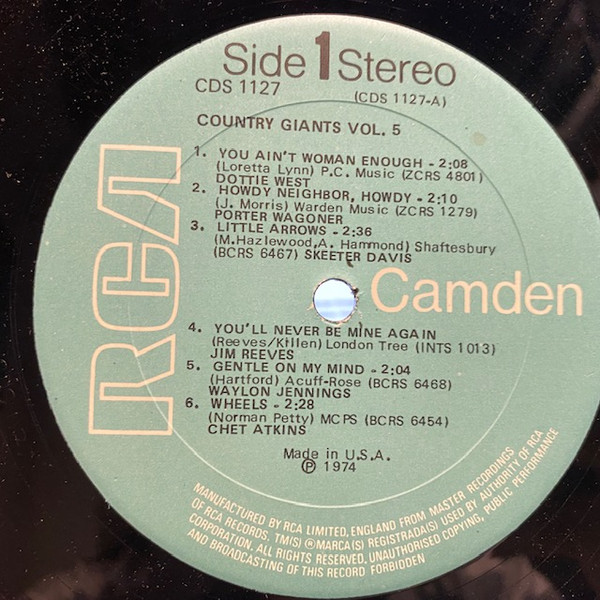 Side 1 Stereo
CDS 1127
(CDS 1127-A)
COUNTRY GIANTS VOL. 5
1. YOU AIN'T WOMAN ENOUGH - 2:08
(Loretta Lynn) P.C. Music (ZCRS 4801)
DOTTIE WEST
2. HOWDY NEIGHBOR, HOWDY - 2:10
(J. Morris) Warden Music (ZCRS 1279)
PORTER WAGONER
3. LITTLE ARROWS - 2:36
(M.Hazlewood,A. Hammond) Shaftesbury
(BCRS 6467) SKEETER DAVIS
RCA
Camden
4. YOU'LL NEVER BE MINE AGAIN
(Reeves/Killen) London Tree (INTS 1013)
JIM REEVES
5. GENTLE ON MY MIND - 2:04
(Hartford) Acuff-Rose (BCRS 6468)
WAYLON JENNINGS
6. WHEELS - 2:28
(Norman Petty) MCPS (BCRS 6454)
CHET ATKINS
Made in U.S.A.
℗ 1974
MANUFACTURED BY RCA LIMITED, ENGLAND FROM MASTER RECORDINGS
OF RCA RECORDS. TM(S) ® MARCA(S) REGISTRADA(S) USED BY AUTHORITY OF RCA
CORPORATION. ALL RIGHTS RESERVED. UNAUTHORISED COPYING, PUBLIC PERFORMANCE
AND BROADCASTING OF THIS RECORD FORBIDDEN